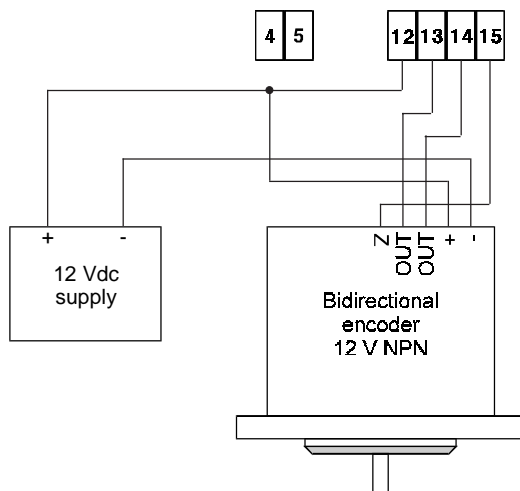 4 5 12 13 14 15
+ - Z OUT OUT + -
12 Vdc
supply
Bidirectional
encoder
12 V NPN